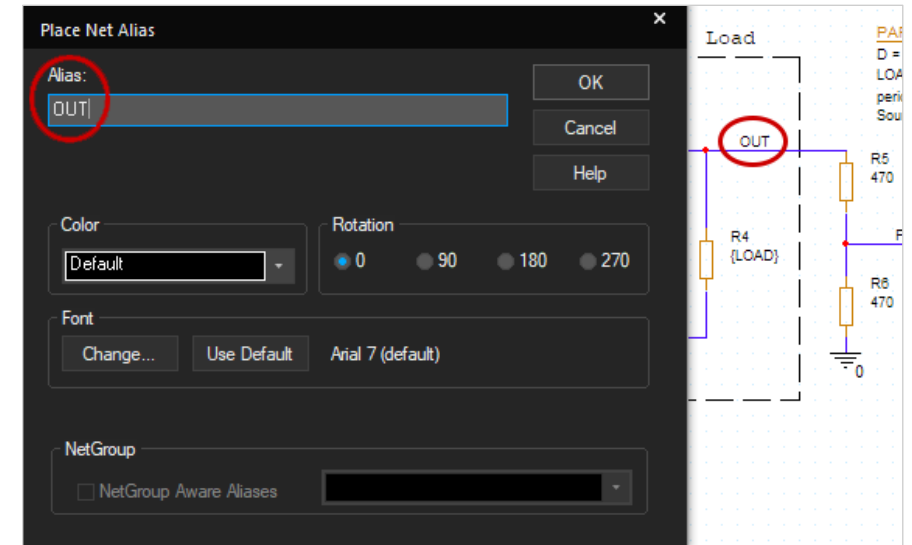 Place Net Alias
Alias:
OUT
OK
Cancel
Help
Color
Default
Rotation
0
90
180
270
Font
Change...
Use Default
Arial 7 (default)
NetGroup
NetGroup Aware Aliases
Load
OUT
R4
{LOAD}
D =
R5
470
R6
470
0